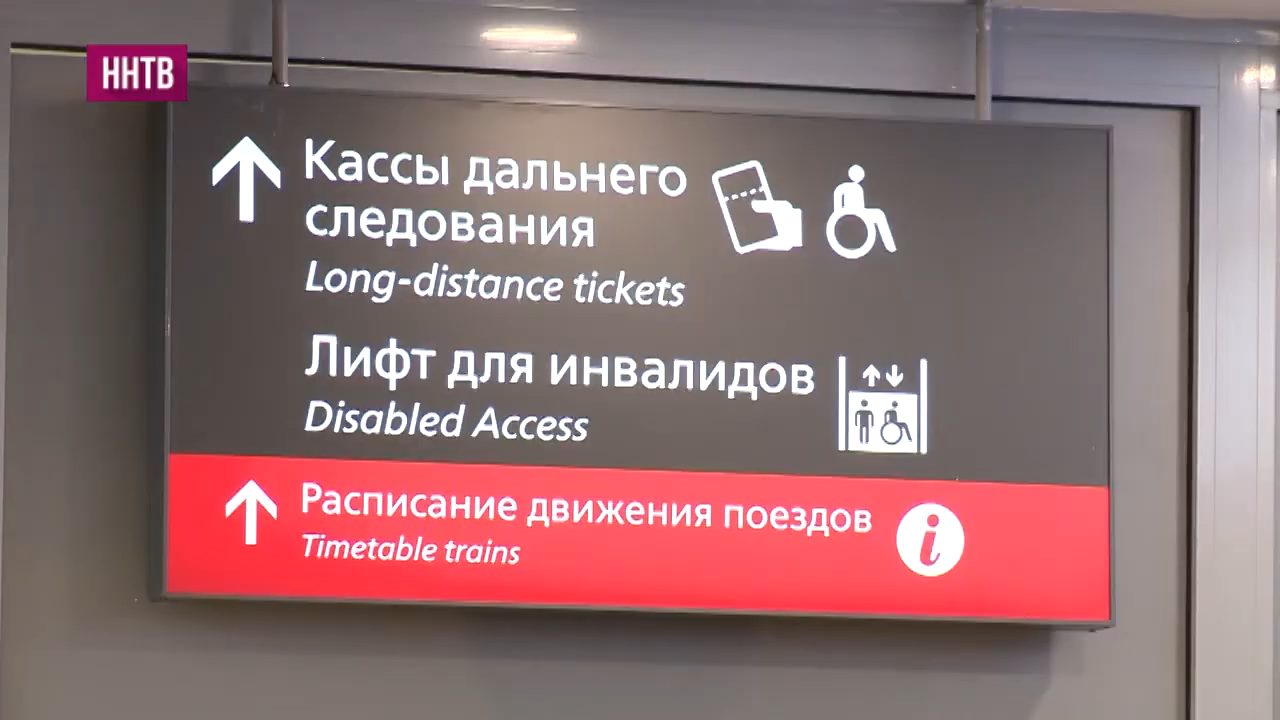 ННТВ
Кассы дальнего
следования
Long-distance tickets
Лифт для инвалидов
Disabled Access
Расписание движения поездов
Timetable trains
i